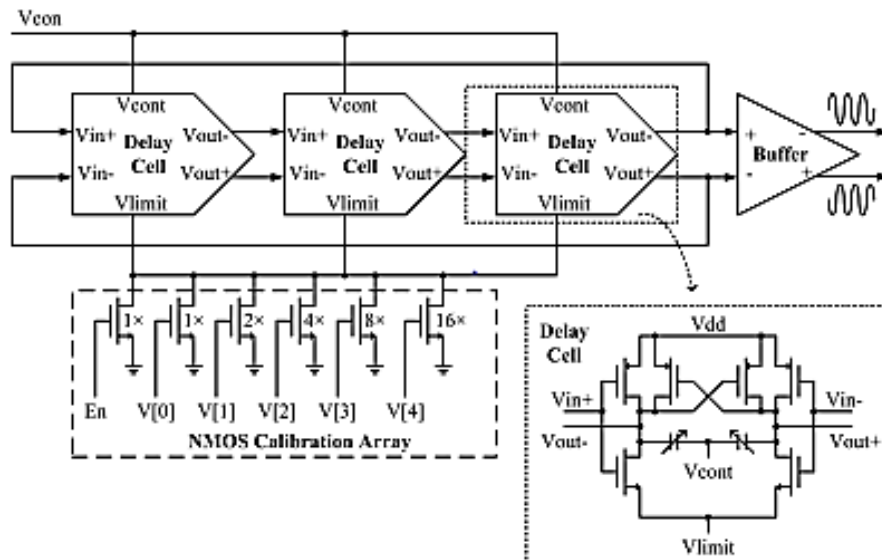 Vcon
Vcont Vcont Vcont
Vin+ Vout- Vin+ Vout- Vin+ Vout- + -
Delay Cell Delay Cell Delay Cell Buffer
Vin- Vout+ Vin- Vout+ Vin- Vout+ - +
Vlimit Vlimit Vlimit
1× 1× 2× 4× 8× 16×
En V[0] V[1] V[2] V[3] V[4]
NMOS Calibration Array
Delay Cell
Vdd
Vin+ Vin-
Vout- Vout+
Vcont
Vlimit